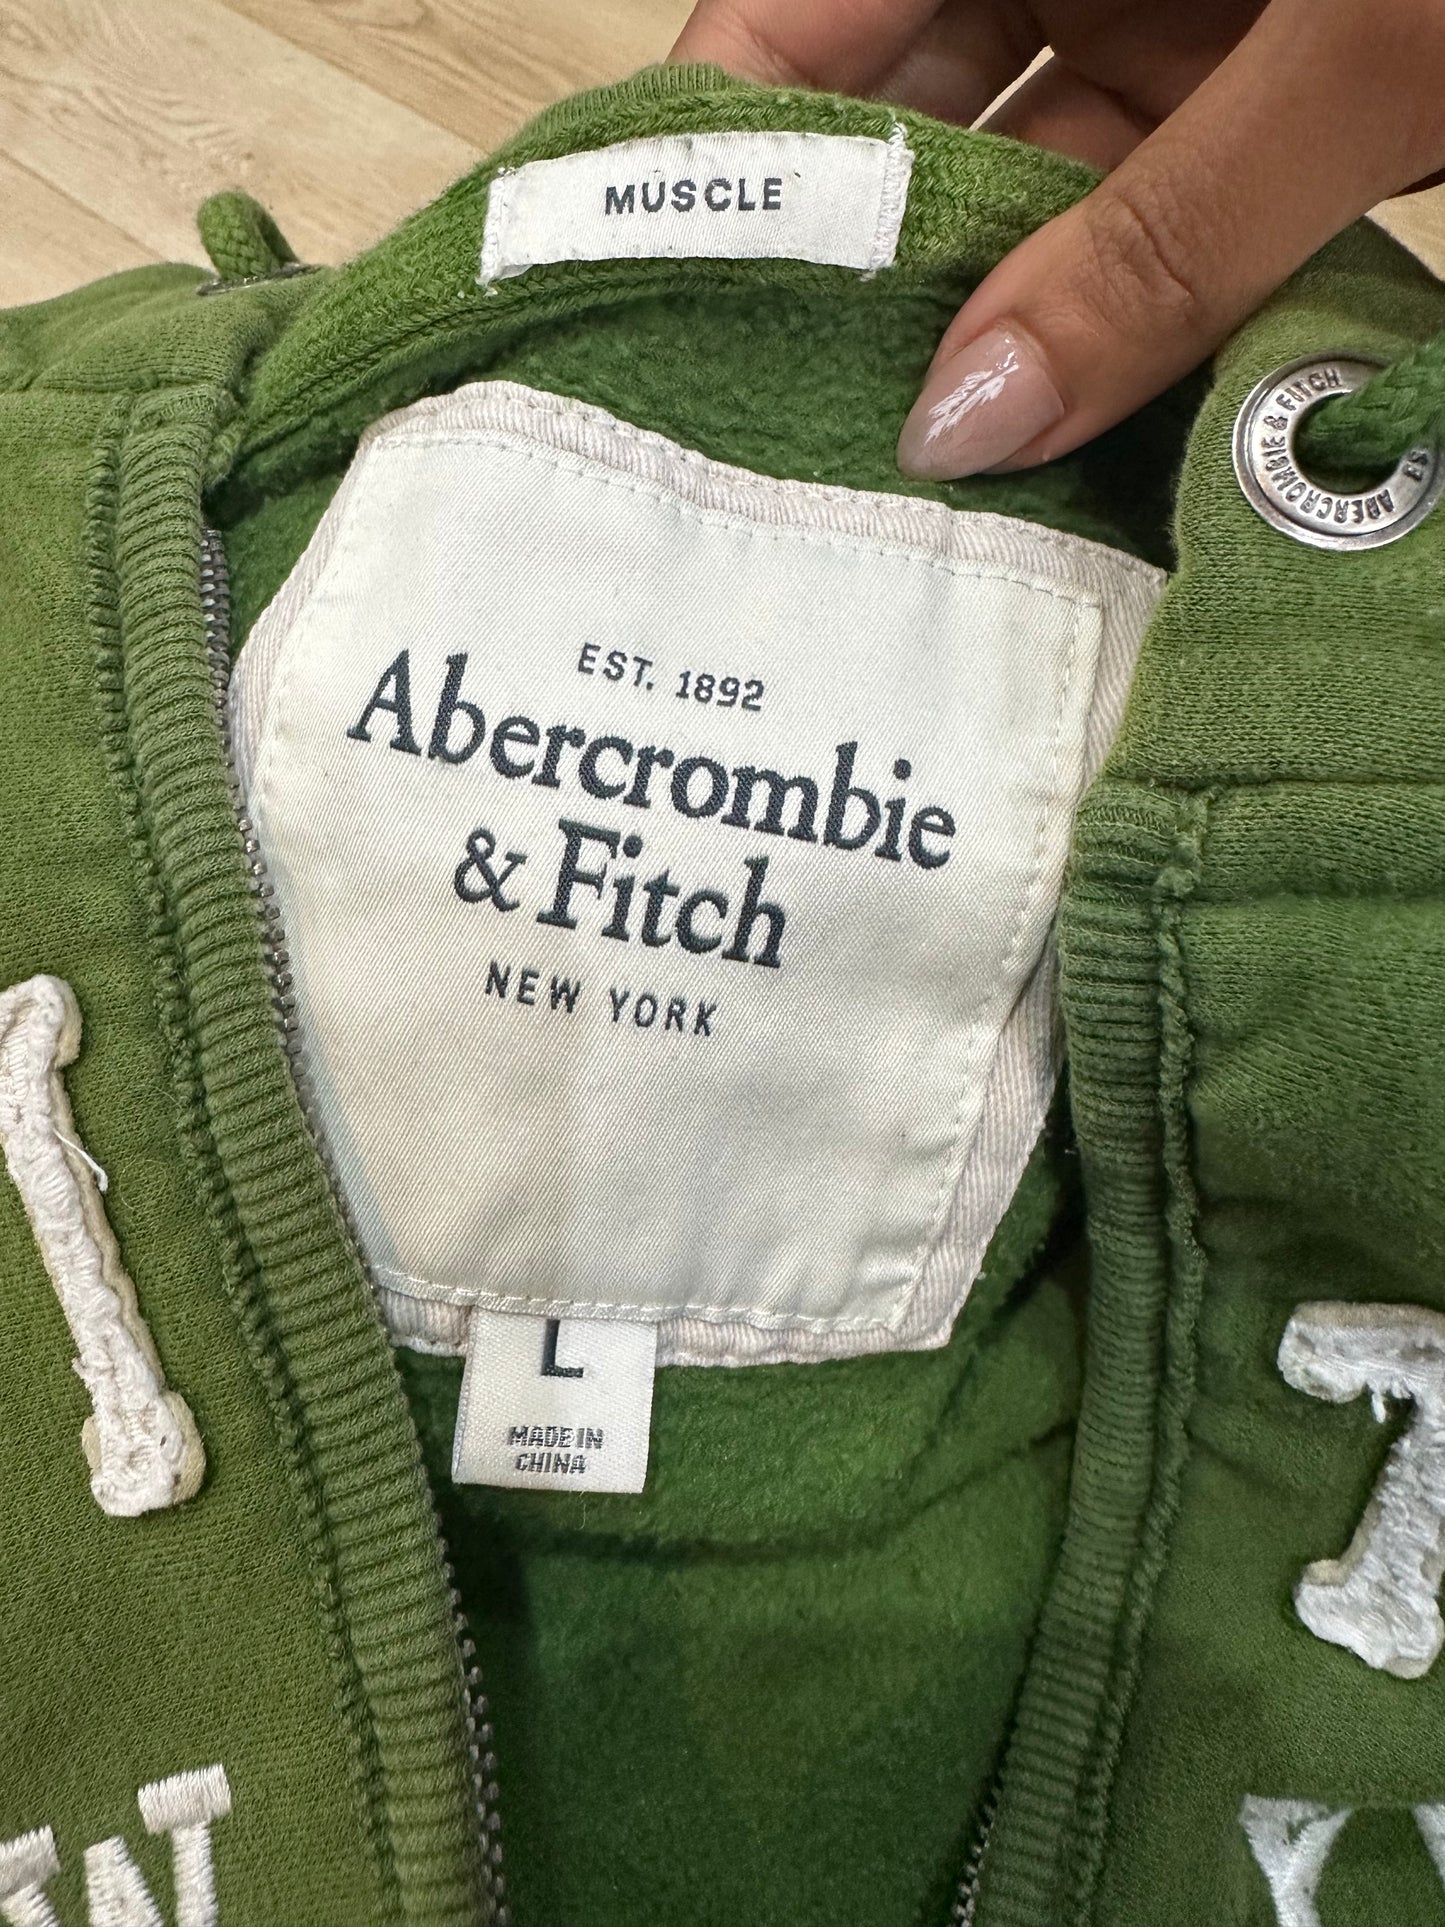 MUSCLE
ABERCROMBIE & FITCH
EST. 1892
Abercrombie
& Fitch
NEW YORK
L
MADE IN
CHINA